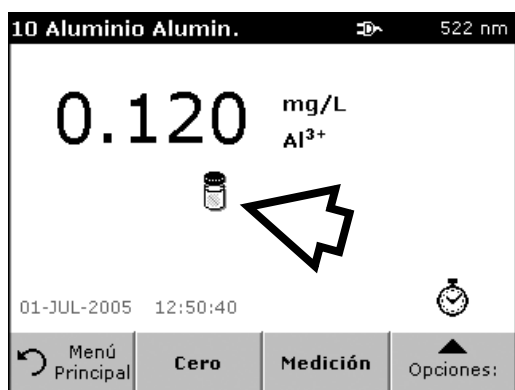 10 Aluminio Alumin. 522 nm
0.120 mg/L
Al³⁺
01-JUL-2005 12:50:40
Menú
Principal
Cero
Medición
Opciones: